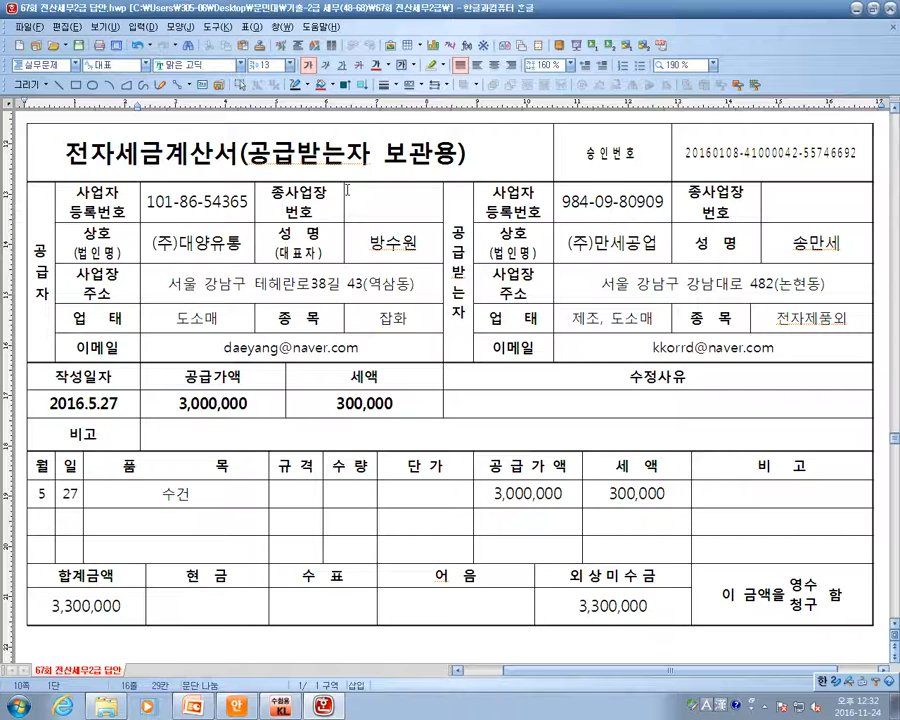 67회 전산세무2급 답안.hwp [C:₩Users₩305-06₩Desktop₩문민대₩기출-2급 세무(48-68)₩67회 전산세무2급₩] - 한글과컴퓨터 한글
파일(F) 편집(E) 보기(U) 입력(D) 모양(J) 도구(K) 표(Q) 창(W) 도움말(H)
실무문제 대표 맑은 고딕 13 가 가 가 가 가 가 160 % 190 %
그리기
전자세금계산서(공급받는자 보관용) 승인번호 20160108-41000042-55746692
공급자
사업자 등록번호 101-86-54365 종사업장 번호
상호 (법인명) (주)대양유통 성 명 (대표자) 방수원
사업장 주소 서울 강남구 테헤란로38길 43(역삼동)
업 태 도소매 종 목 잡화
이메일 daeyang@naver.com
공급받는자
사업자 등록번호 984-09-80909 종사업장 번호
상호 (법인명) (주)만세공업 성 명 송만세
사업장 주소 서울 강남구 강남대로 482(논현동)
업 태 제조, 도소매 종 목 전자제품외
이메일 kkorrd@naver.com
작성일자 공급가액 세액 수정사유
2016.5.27 3,000,000 300,000
비고
월 일 품 목 규 격 수 량 단 가 공 급 가 액 세 액 비 고
5 27 수건 3,000,000 300,000
합계금액 현 금 수 표 어 음 외 상 미 수 금 이 금액을 영수 청구 함
3,300,000 3,300,000
67회 전산세무2급 답안
10쪽 1단 16줄 29칸 문단 나눔 1/ 1 구역 삽입
오후 12:32
2016-11-24